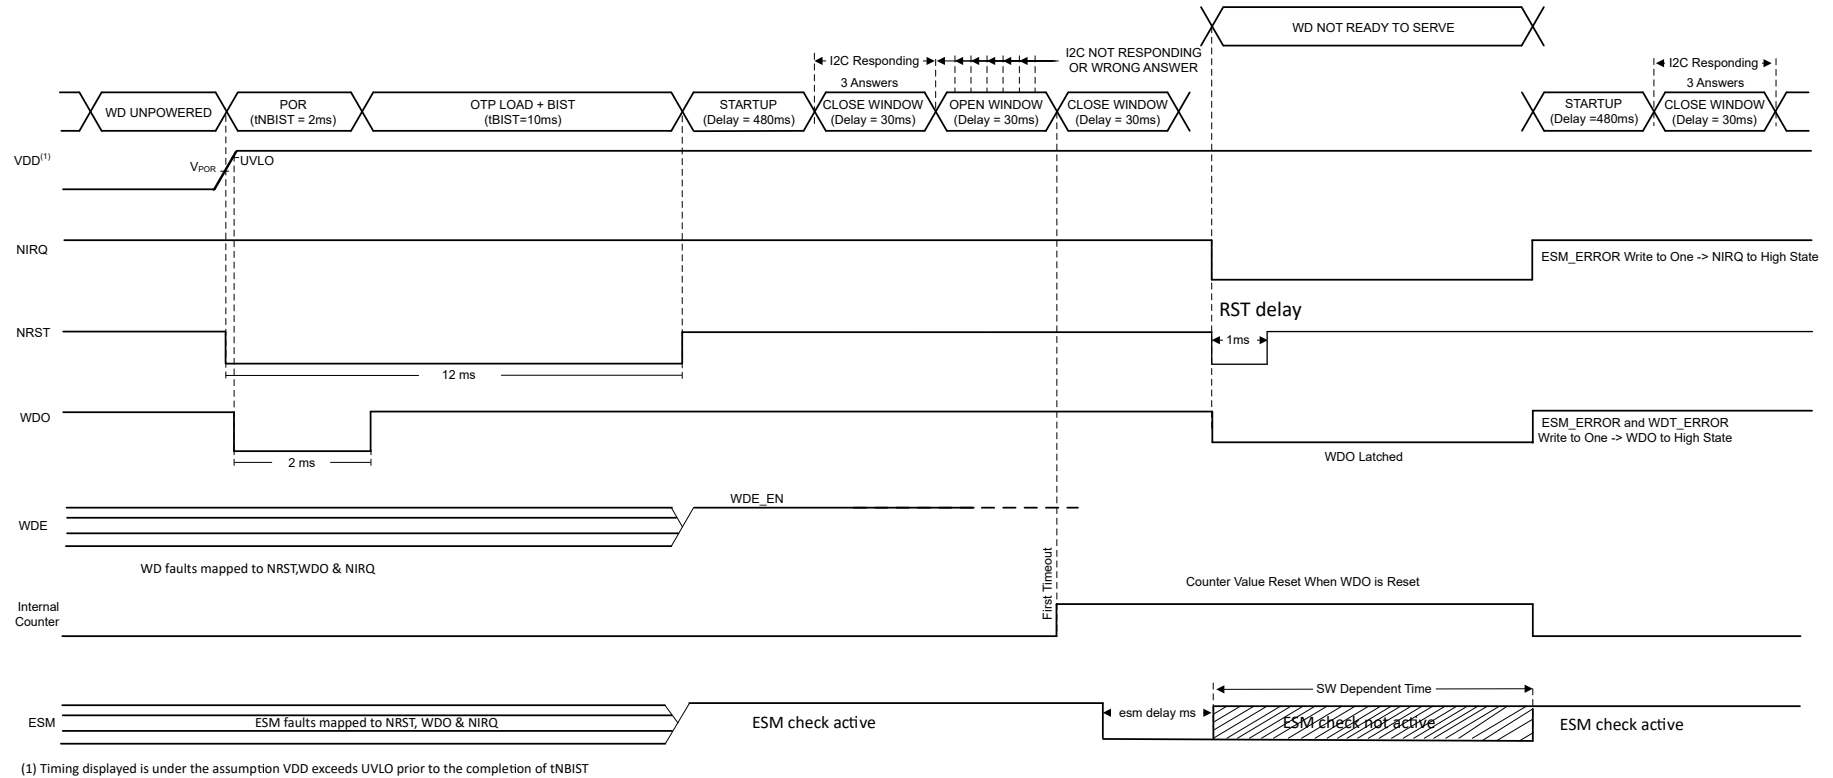 WD NOT READY TO SERVE
I2C Responding
I2C NOT RESPONDING
OR WRONG ANSWER
I2C Responding
3 Answers
3 Answers
WD UNPOWERED
POR
(tNBIST = 2ms)
OTP LOAD + BIST
(tBIST=10ms)
STARTUP
(Delay = 480ms)
CLOSE WINDOW
(Delay = 30ms)
OPEN WINDOW
(Delay = 30ms)
CLOSE WINDOW
(Delay = 30ms)
STARTUP
(Delay =480ms)
CLOSE WINDOW
(Delay = 30ms)
VDD(1)
VPOR
UVLO
NIRQ
ESM_ERROR Write to One -> NIRQ to High State
RST delay
NRST
1ms
12 ms
WDO
ESM_ERROR and WDT_ERROR
Write to One -> WDO to High State
2 ms
WDO Latched
WDE_EN
WDE
WD faults mapped to NRST,WDO & NIRQ
First Timeout
Counter Value Reset When WDO is Reset
Internal
Counter
SW Dependent Time
ESM
ESM faults mapped to NRST, WDO & NIRQ
ESM check active
esm delay ms
ESM check not active
ESM check active
(1) Timing displayed is under the assumption VDD exceeds UVLO prior to the completion of tNBIST